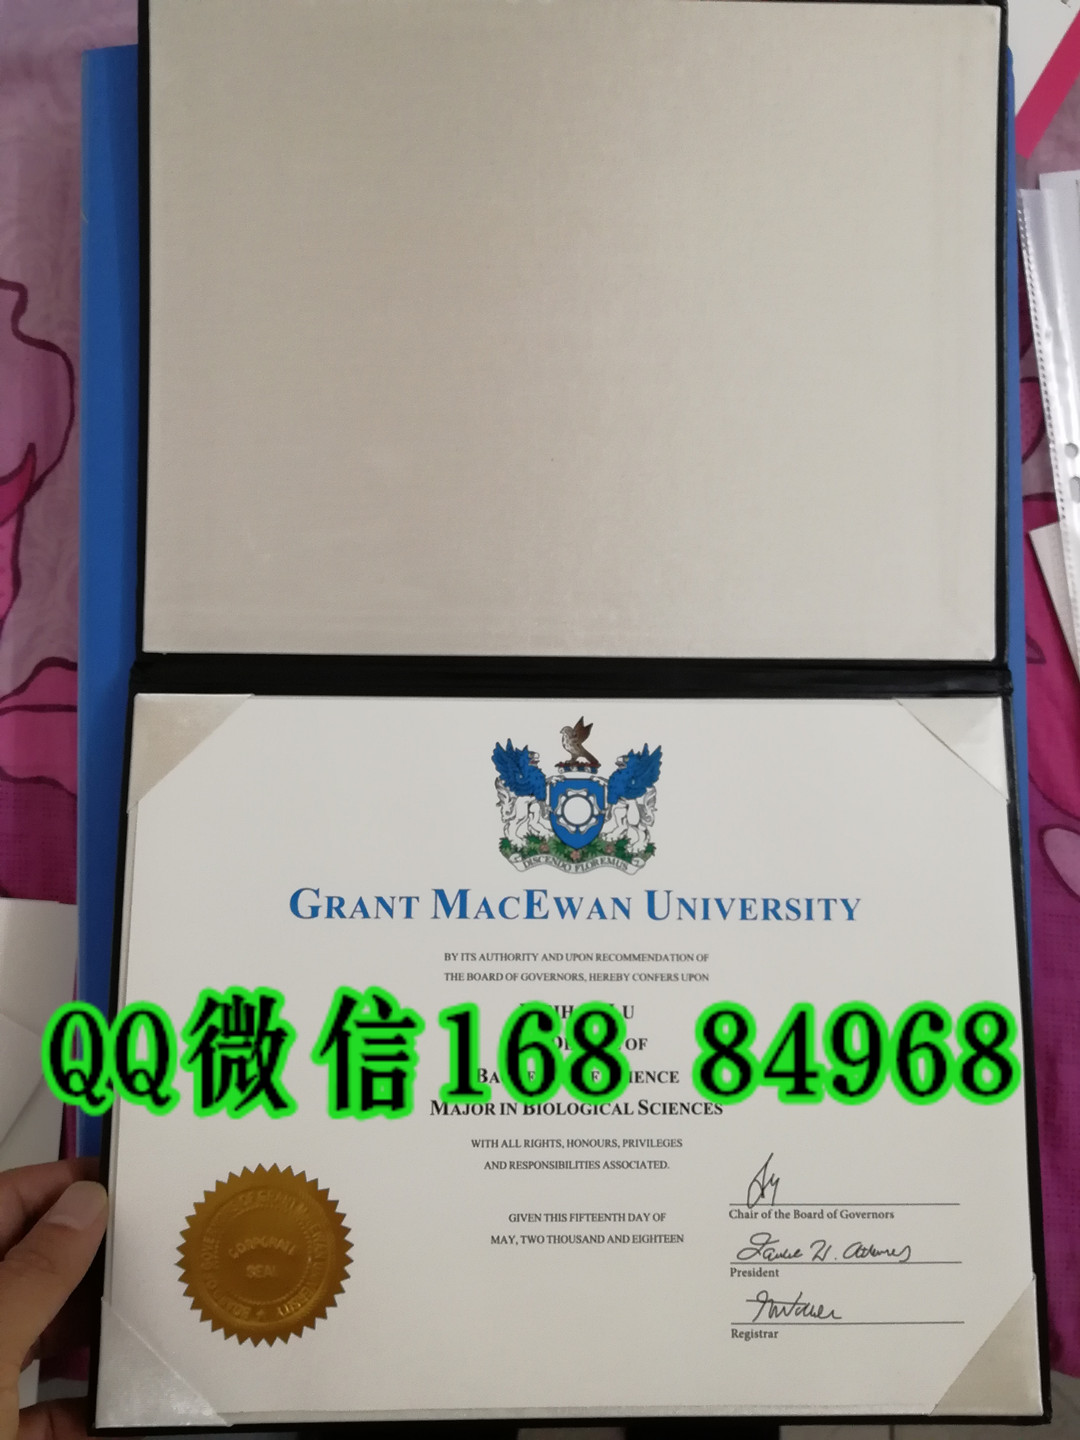 DISCENDO FLOREMUS
GRANT MACEWAN UNIVERSITY
BY ITS AUTHORITY AND UPON RECOMMENDATION OF
THE BOARD OF GOVERNORS, HEREBY CONFERS UPON
LU
QQ微信168 84968
OF
MAJOR IN BIOLOGICAL SCIENCES
WITH ALL RIGHTS, HONOURS, PRIVILEGES
AND RESPONSIBILITIES ASSOCIATED.
GIVEN THIS FIFTEENTH DAY OF
MAY, TWO THOUSAND AND EIGHTEEN
CORPORATE
SEAL
Chair of the Board of Governors
President
Registrar